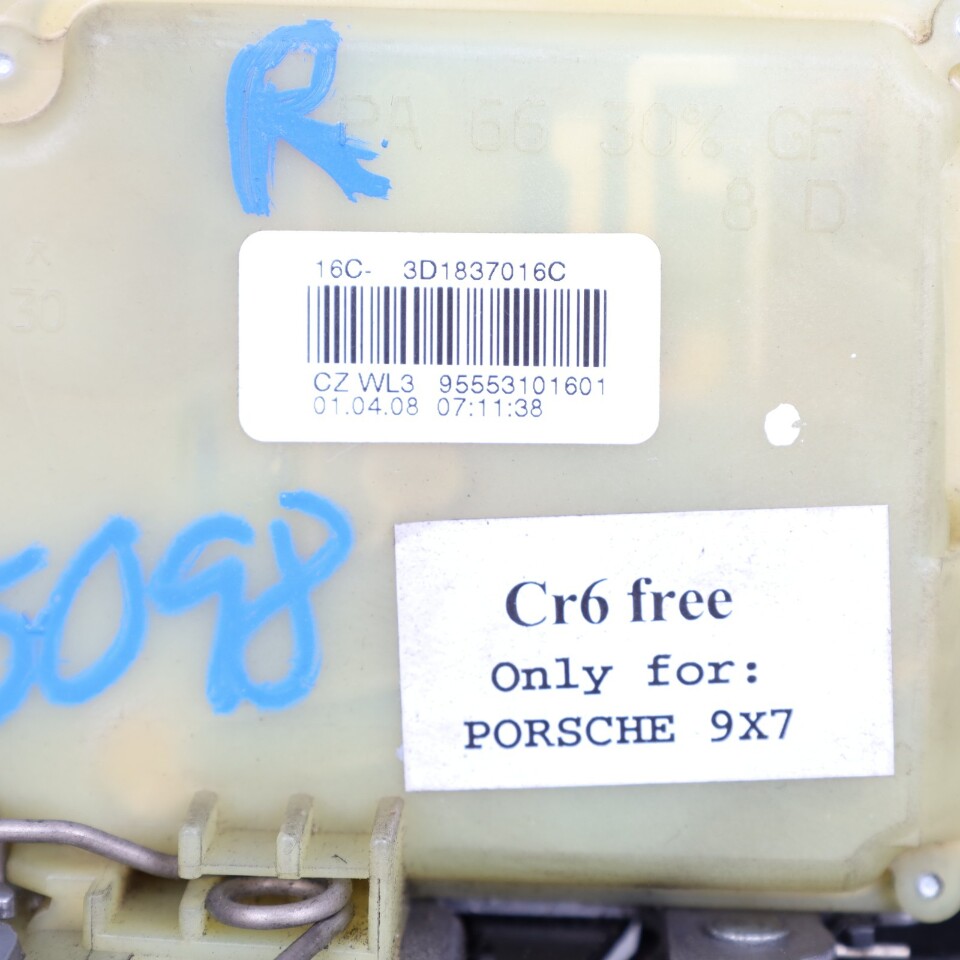 R
PA 66 30% GF
8 D
30
16C- 3D1837016C
CZ WL3 95553101601
01.04.08 07:11:38
5098
Cr6 free
Only for:
PORSCHE 9X7